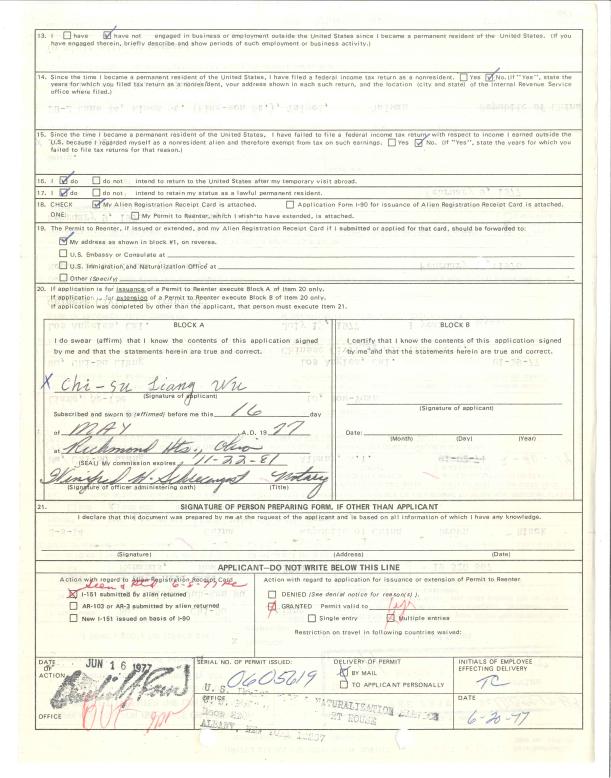 13. I have have not engaged in business or employment outside the United States since I became a permanent resident of the United States. (If you
have engaged therein, briefly describe and show periods of such employment or business activity.)
14. Since the time I became a permanent resident of the United States, I have filed a federal income tax return as a nonresident. Yes No. (If "Yes", state the
years for which you filed tax return as a nonresident, your address shown in each such return, and the location (city and state) of the Internal Revenue Service
office where filed.)
15. Since the time I became a permanent resident of the United States, I have failed to file a federal income tax return with respect to income I earned outside the
U.S. because I regarded myself as a nonresident alien and therefore exempt from tax on such earnings. Yes No. (If "Yes", state the years for which you
failed to file tax returns for that reason.)
16. I do do not intend to return to the United States after my temporary visit abroad.
17. I do do not intend to retain my status as a lawful permanent resident.
18. CHECK My Alien Registration Receipt Card is attached. Application Form I-90 for issuance of Alien Registration Receipt Card is attached.
ONE: My Permit to Reenter, which I wish to have extended, is attached.
19. The Permit to Reenter, if issued or extended, and my Alien Registration Receipt Card if I submitted or applied for that card, should be forwarded to:
My address as shown in block #1, on reverse.
U.S. Embassy or Consulate at
U.S. Immigration and Naturalization Office at
Other (Specify)
20. If application is for issuance of a Permit to Reenter execute Block A of Item 20 only.
If application is for extension of a Permit to Reenter execute Block B of Item 20 only.
If application was completed by other than the applicant, that person must execute Item 21.
BLOCK A
I do swear (affirm) that I know the contents of this application signed
by me and that the statements herein are true and correct.
X Chi-su Liang Wu
(Signature of applicant)
Subscribed and sworn to (affirmed) before me this 16 day
of MAY, A.D. 1977
at Richmond Hts., Ohio
(SEAL) My commission expires 11-22-81
Winifred M. Notary
(Signature of officer administering oath) (Title)
BLOCK B
I certify that I know the contents of this application signed
by me and that the statements herein are true and correct.
(Signature of applicant)
Date:
(Month) (Day) (Year)
21. SIGNATURE OF PERSON PREPARING FORM, IF OTHER THAN APPLICANT
I declare that this document was prepared by me at the request of the applicant and is based on all information of which I have any knowledge.
(Signature) (Address) (Date)
APPLICANT—DO NOT WRITE BELOW THIS LINE
Action with regard to Alien Registration Receipt Card
Seen & Retd 6-8-77
I-151 submitted by alien returned
AR-103 or AR-3 submitted by alien returned
New I-151 issued on basis of I-90
Action with regard to application for issuance or extension of Permit to Reenter
DENIED (See denial notice for reason(s).)
GRANTED Permit valid to 1yr
Single entry Multiple entries
Restriction on travel in following countries waived:
DATE OF ACTION JUN 16 1977
OFFICE BUF
SERIAL NO. OF PERMIT ISSUED:
0605619
OFFICE
NATURALIZATION SERVICE
ALBANY, NEW YORK 12207
DELIVERY OF PERMIT
BY MAIL
TO APPLICANT PERSONALLY
INITIALS OF EMPLOYEE
EFFECTING DELIVERY
TC
DATE
6-20-77